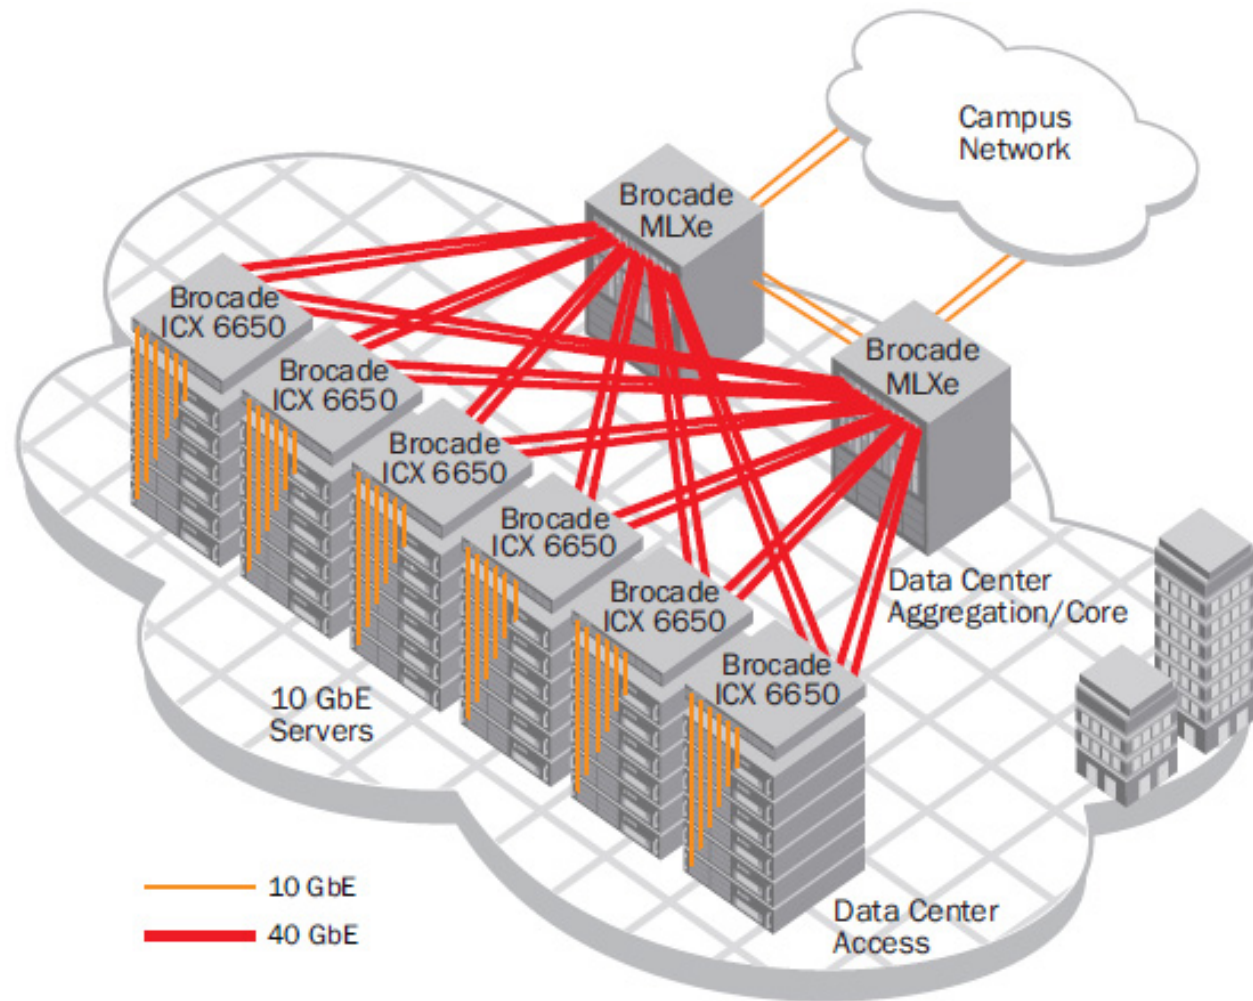 Campus
Network
Brocade
MLXe
Brocade
MLXe
Brocade
ICX 6650
Brocade
ICX 6650
Brocade
ICX 6650
Brocade
ICX 6650
Brocade
ICX 6650
Brocade
ICX 6650
Data Center
Aggregation/Core
10 GbE
Servers
10 GbE
40 GbE
Data Center
Access